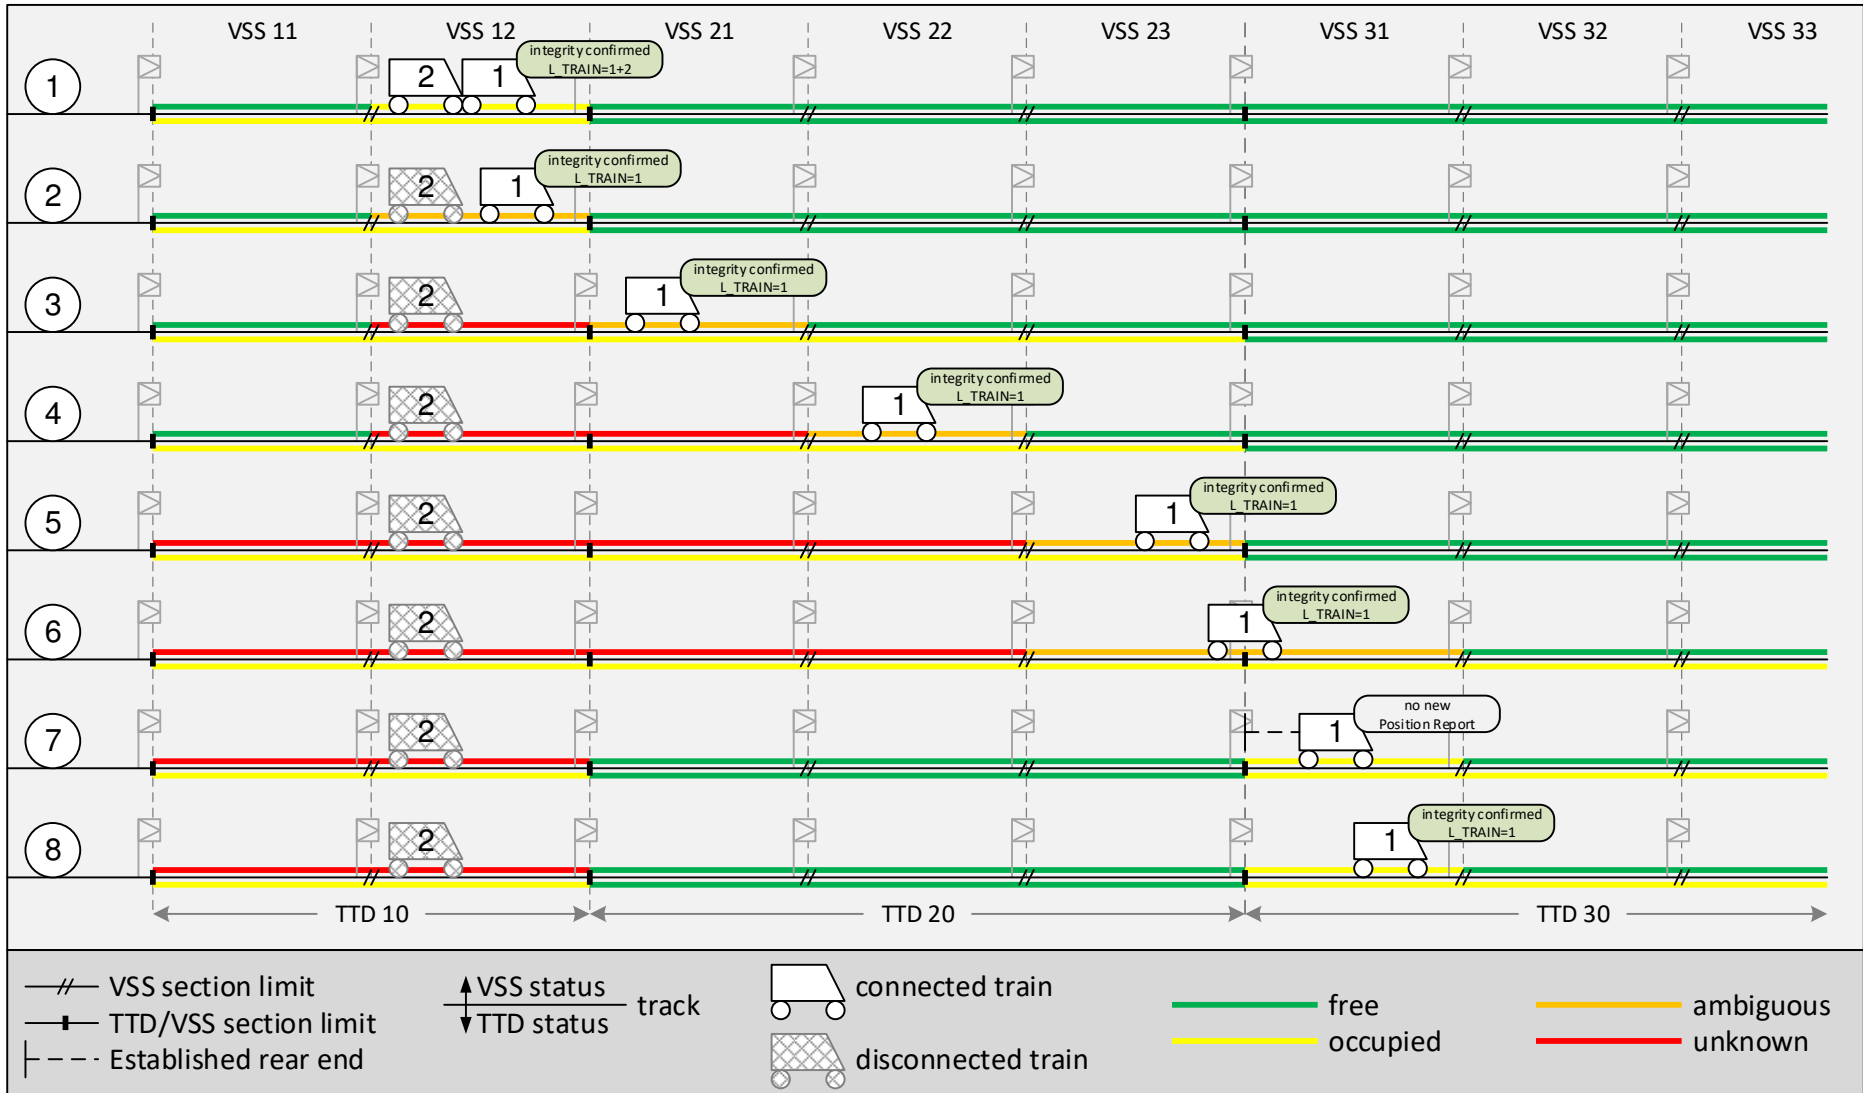 VSS 11 VSS 12 VSS 21 VSS 22 VSS 23 VSS 31 VSS 32 VSS 33
1
2 1
integrity confirmed
L_TRAIN=1+2
2
2 1
integrity confirmed
L_TRAIN=1
3
2 1
integrity confirmed
L_TRAIN=1
4
2 1
integrity confirmed
L_TRAIN=1
5
2 1
integrity confirmed
L_TRAIN=1
6
2 1
integrity confirmed
L_TRAIN=1
7
2 1
no new
Position Report
8
2 1
integrity confirmed
L_TRAIN=1
TTD 10 TTD 20 TTD 30
VSS section limit
TTD/VSS section limit
Established rear end
VSS status
TTD status
track
connected train
disconnected train
free
occupied
ambiguous
unknown